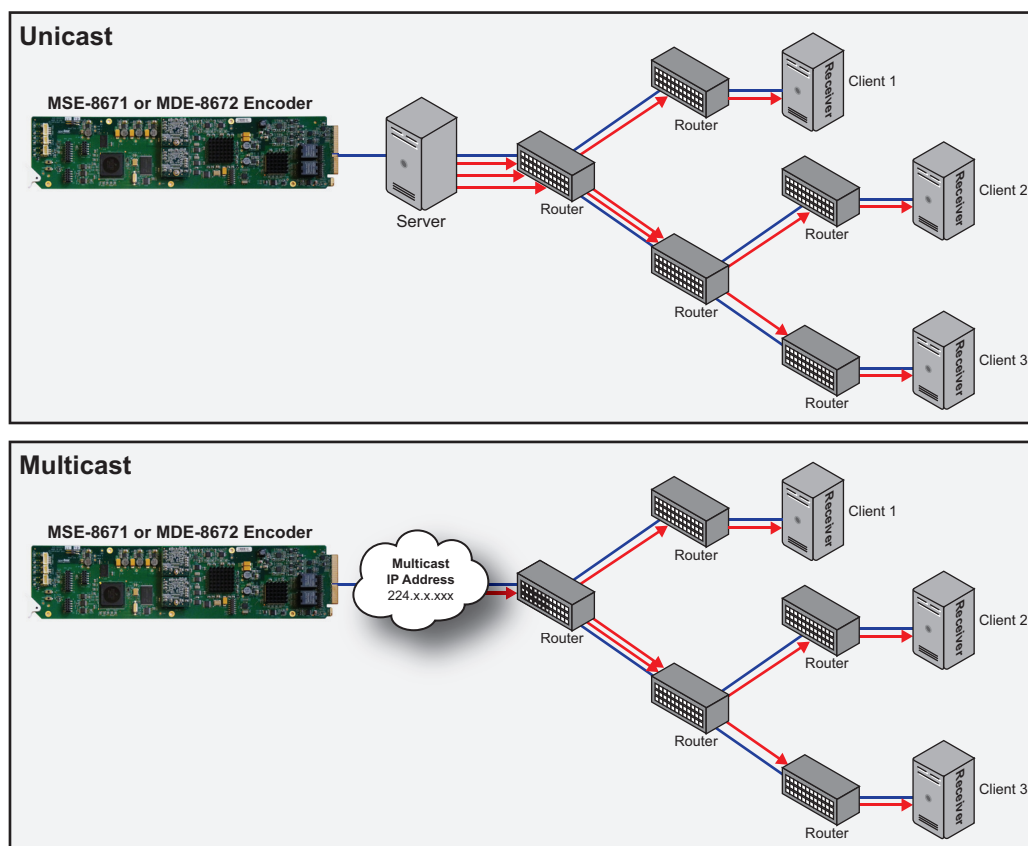 Unicast
MSE-8671 or MDE-8672 Encoder
Server
Router
Router
Receiver
Client 1
Router
Router
Receiver
Client 2
Router
Receiver
Client 3
Multicast
MSE-8671 or MDE-8672 Encoder
Multicast
IP Address
224.x.x.xxx
Router
Router
Receiver
Client 1
Router
Router
Receiver
Client 2
Router
Receiver
Client 3